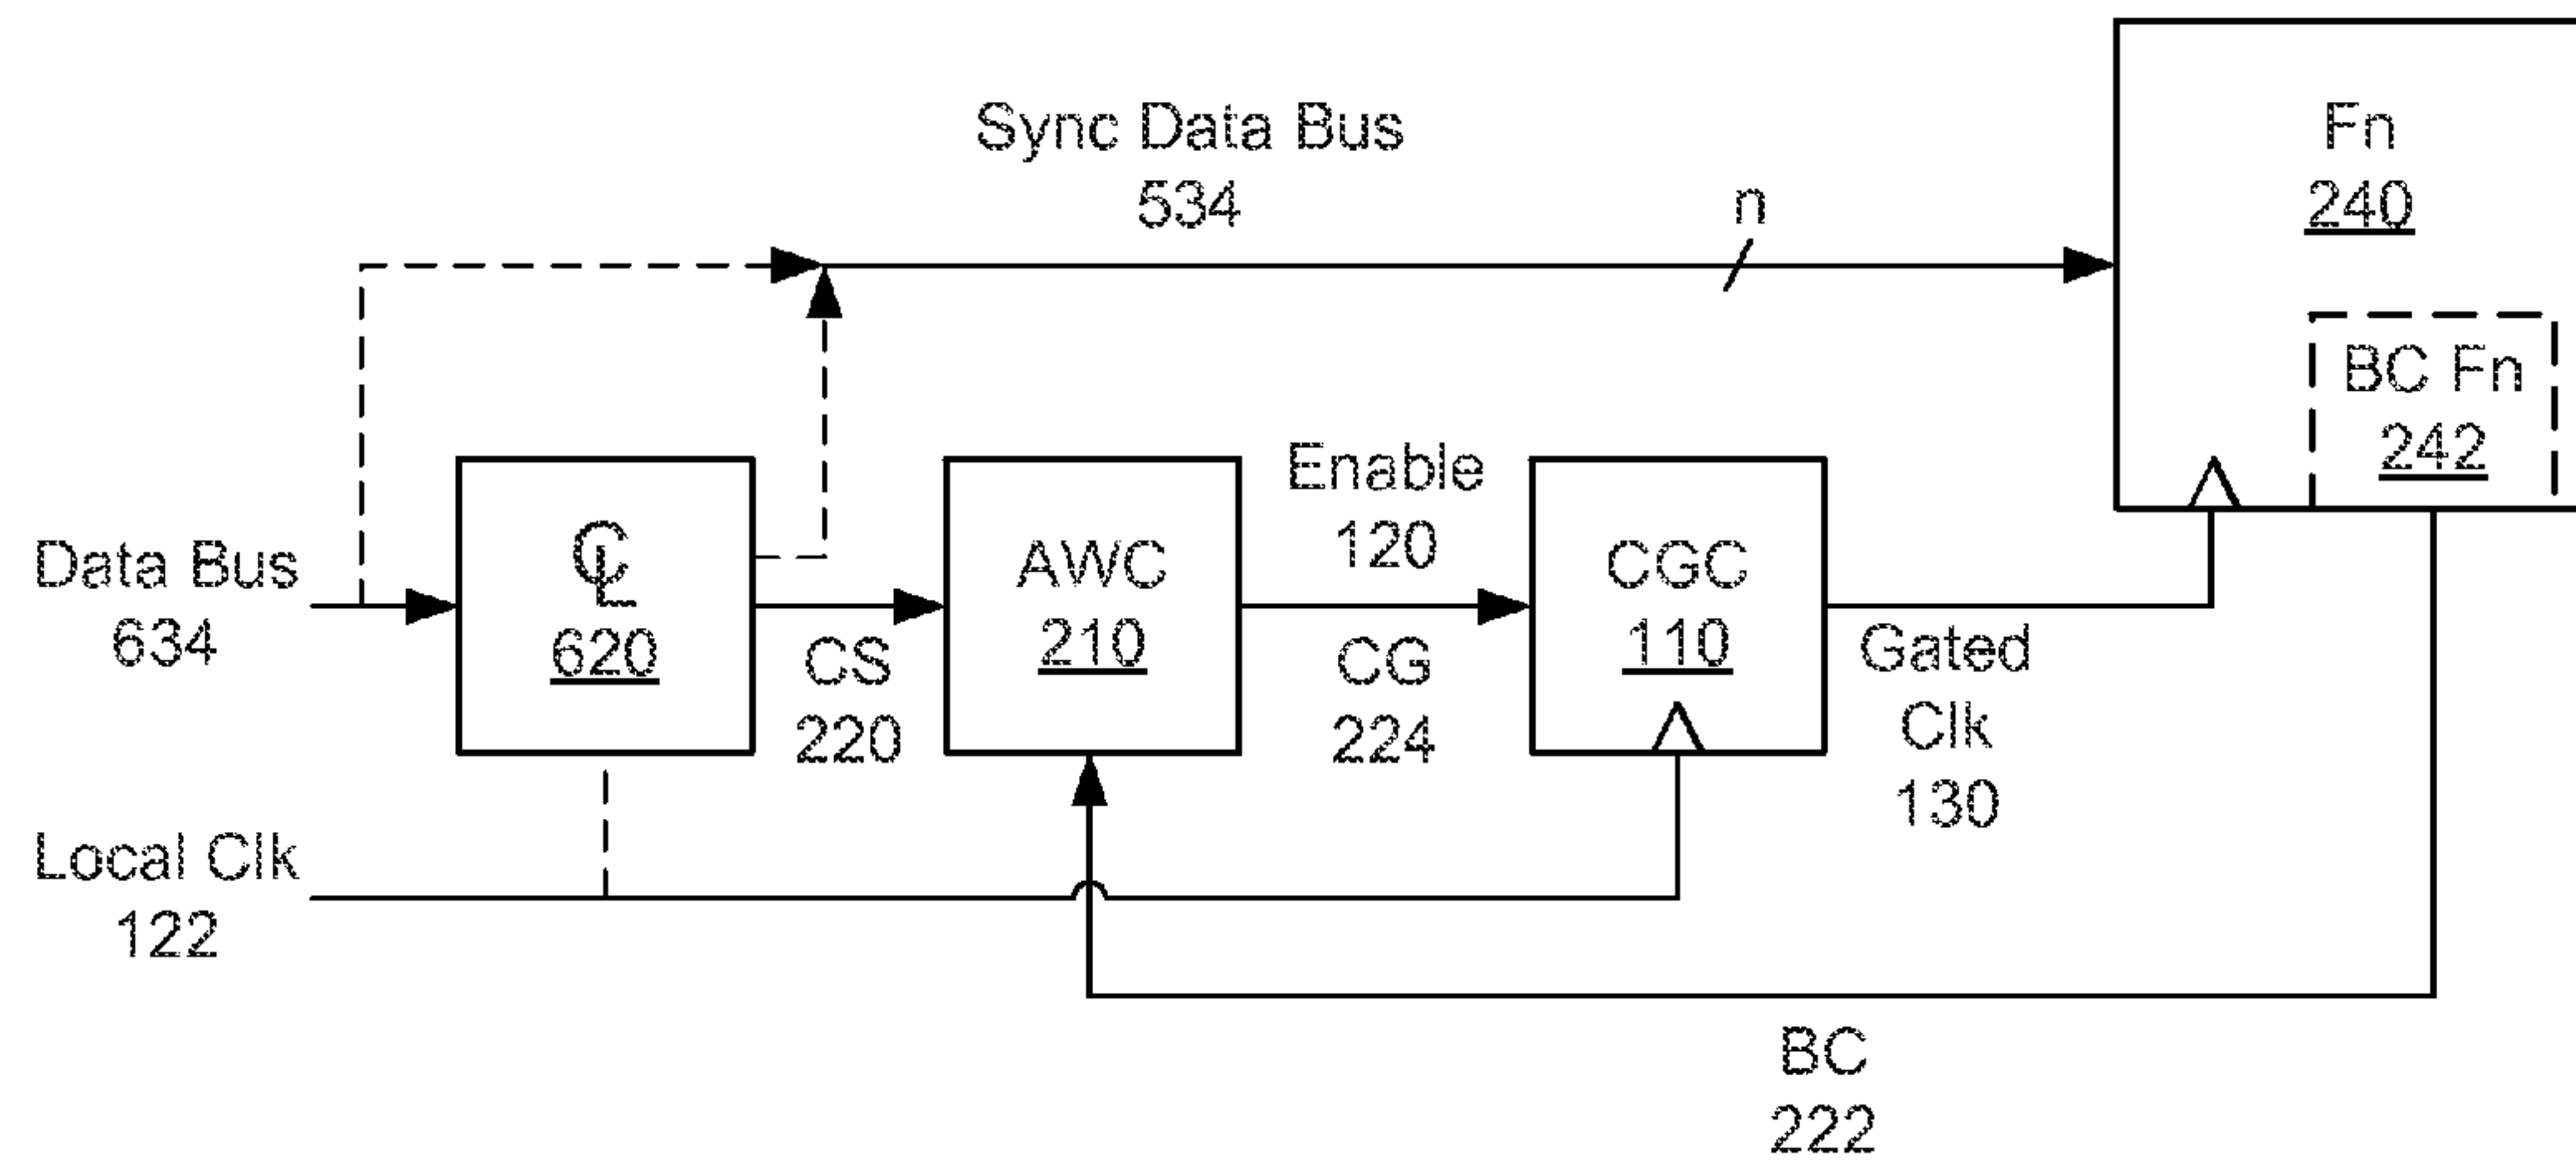 Sync Data Bus
534
n
Fn
240
BC Fn
242
Data Bus
634
CL
620
CS
220
AWC
210
Enable
120
CG
224
CGC
110
Gated
Clk
130
Local Clk
122
BC
222